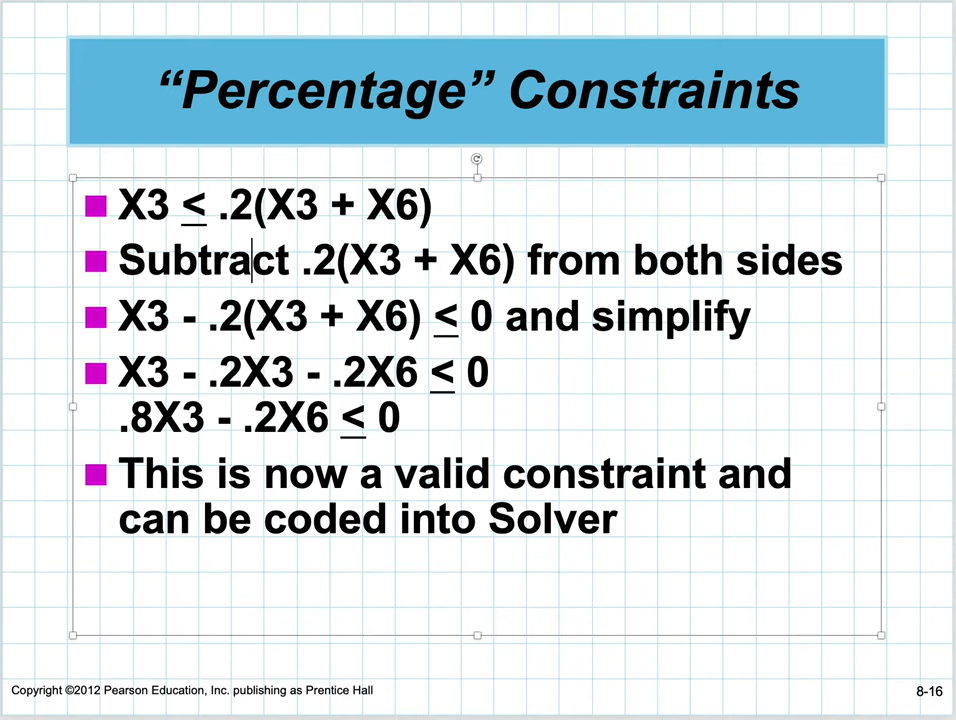 “Percentage” Constraints
X3 < .2(X3 + X6)
Subtract .2(X3 + X6) from both sides
X3 - .2(X3 + X6) < 0 and simplify
X3 - .2X3 - .2X6 < 0
.8X3 - .2X6 < 0
This is now a valid constraint and
can be coded into Solver
Copyright ©2012 Pearson Education, Inc. publishing as Prentice Hall
8-16